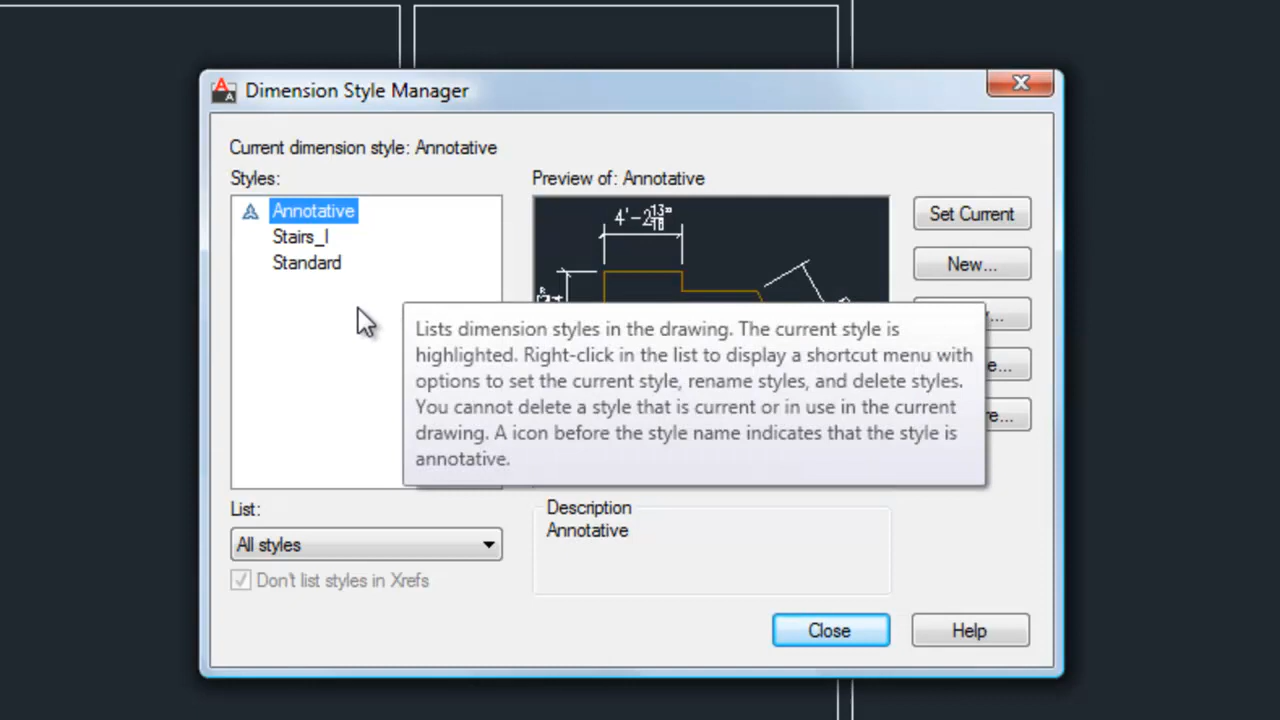 Dimension Style Manager
Current dimension style: Annotative
Styles:
Preview of: Annotative
Annotative
Stairs_I
Standard
4'-2 13/16"
Set Current
New...
Lists dimension styles in the drawing. The current style is
highlighted. Right-click in the list to display a shortcut menu with
options to set the current style, rename styles, and delete styles.
You cannot delete a style that is current or in use in the current
drawing. A icon before the style name indicates that the style is
annotative.
List:
All styles
Don't list styles in Xrefs
Description
Annotative
Close
Help